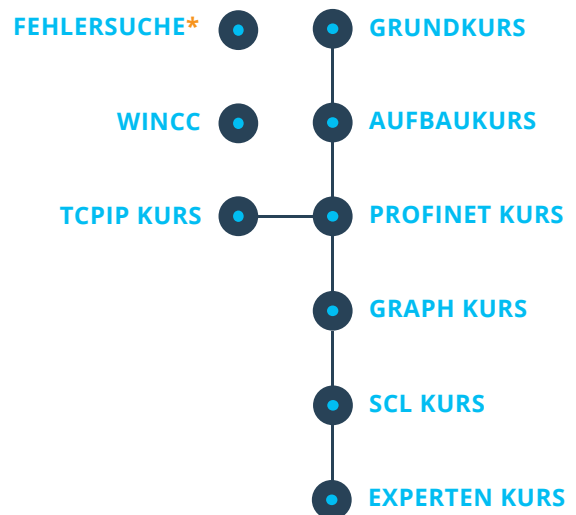 FEHLERSUCHE*
GRUNDKURS
WINCC
AUFBAUKURS
TCPIP KURS
PROFINET KURS
GRAPH KURS
SCL KURS
EXPERTEN KURS